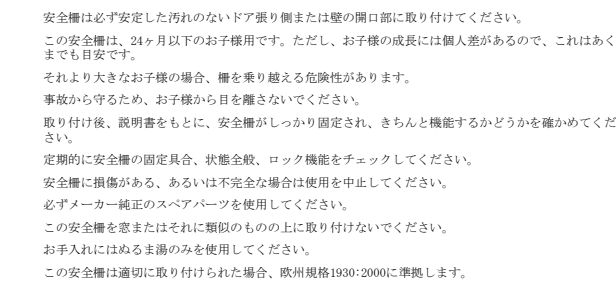 安全柵は必ず安定した汚れのないドア張り側または壁の開口部に取り付けてください。
この安全柵は、24ヶ月以下のお子様用です。ただし、お子様の成長には個人差があるので、これはあく
までも目安です。
それより大きなお子様の場合、柵を乗り越える危険性があります。
事故から守るため、お子様から目を離さないでください。
取り付け後、説明書をもとに、安全柵がしっかり固定され、きちんと機能するかどうかを確かめてくだ
さい。
定期的に安全柵の固定具合、状態全般、ロック機能をチェックしてください。
安全柵に損傷がある、あるいは不完全な場合は使用を中止してください。
必ずメーカー純正のスペアパーツを使用してください。
この安全柵を窓またはそれに類似のものの上に取り付けないでください。
お手入れにはぬるま湯のみを使用してください。
この安全柵は適切に取り付けられた場合、欧州規格1930:2000に準拠します。